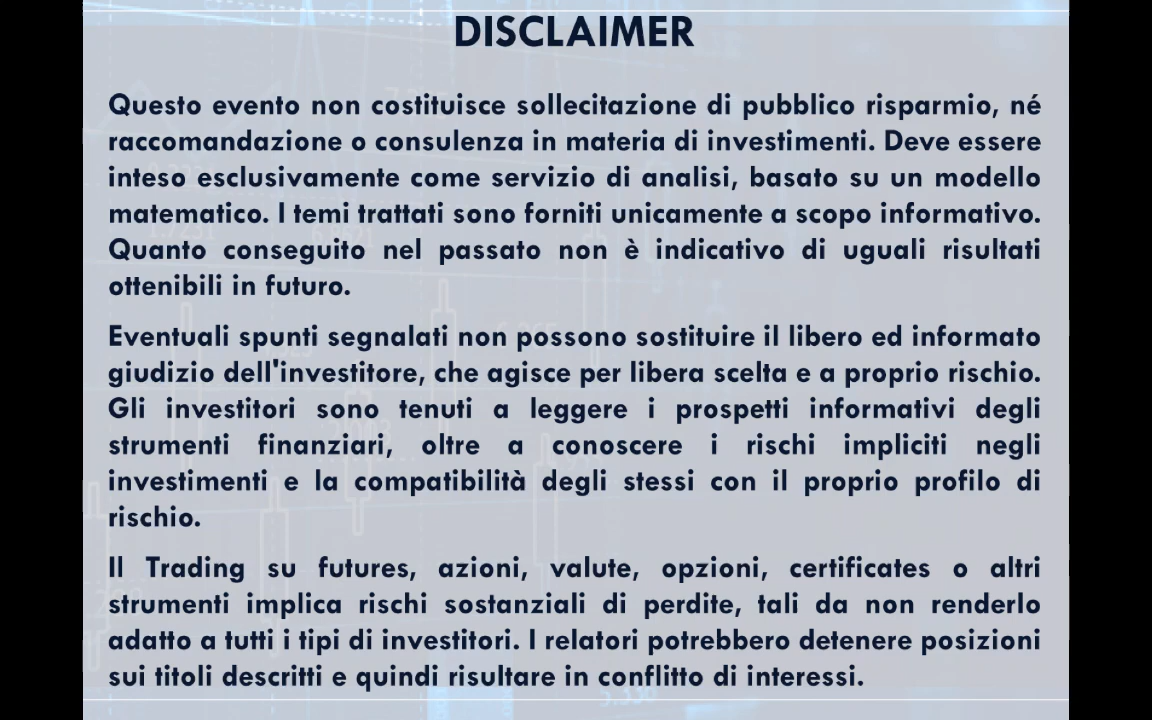 DISCLAIMER
Questo evento non costituisce sollecitazione di pubblico risparmio, né
raccomandazione o consulenza in materia di investimenti. Deve essere
inteso esclusivamente come servizio di analisi, basato su un modello
matematico. I temi trattati sono forniti unicamente a scopo informativo.
Quanto conseguito nel passato non è indicativo di uguali risultati
ottenibili in futuro.
Eventuali spunti segnalati non possono sostituire il libero ed informato
giudizio dell'investitore, che agisce per libera scelta e a proprio rischio.
Gli investitori sono tenuti a leggere i prospetti informativi degli
strumenti finanziari, oltre a conoscere i rischi impliciti negli
investimenti e la compatibilità degli stessi con il proprio profilo di
rischio.
Il Trading su futures, azioni, valute, opzioni, certificates o altri
strumenti implica rischi sostanziali di perdite, tali da non renderlo
adatto a tutti i tipi di investitori. I relatori potrebbero detenere posizioni
sui titoli descritti e quindi risultare in conflitto di interessi.